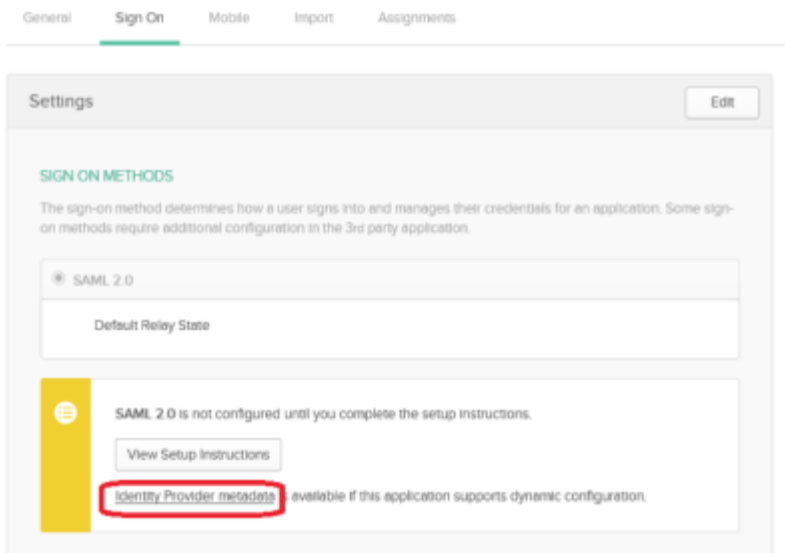 General Sign On Mobile Import Assignments
Settings Edit
SIGN ON METHODS
The sign-on method determines how a user signs into and manages their credentials for an application. Some sign-
on methods require additional configuration in the 3rd party application.
SAML 2.0
Default Relay State
SAML 2.0 is not configured until you complete the setup instructions.
View Setup Instructions
Identity Provider metadata is available if this application supports dynamic configuration.